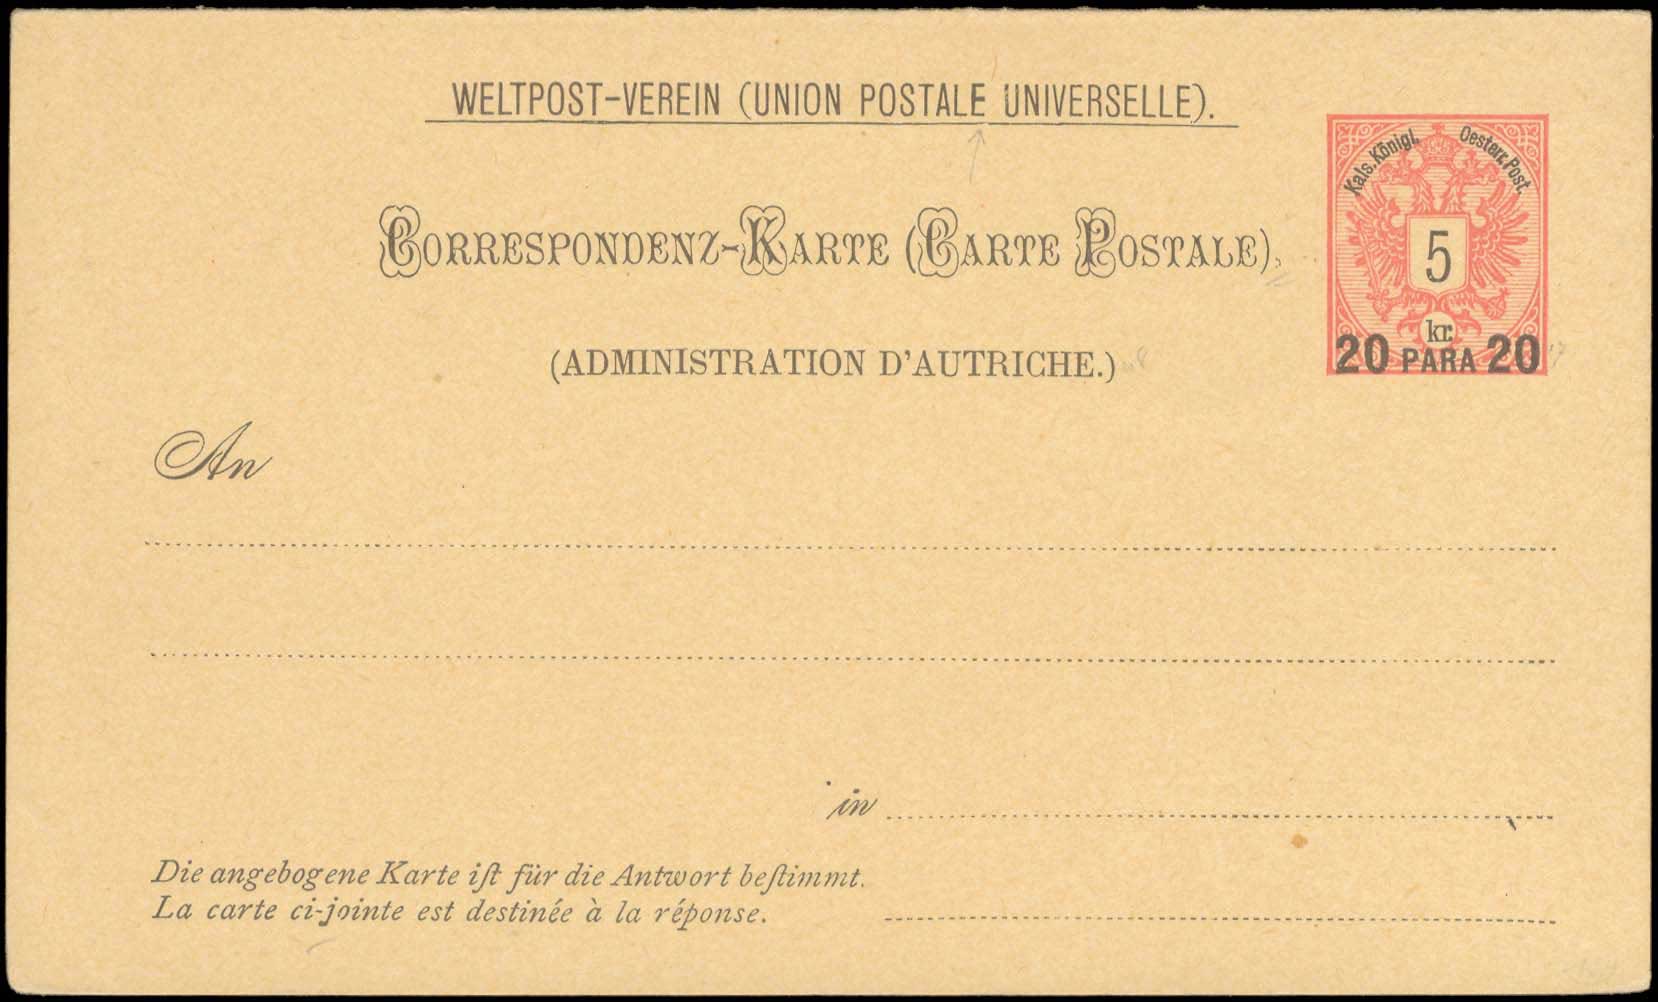 WELTPOST-VEREIN (UNION POSTALE UNIVERSELLE).
CORRESPONDENZ-KARTE (CARTE POSTALE),
(ADMINISTRATION D'AUTRICHE.)
Kais. Königl. Oesterr. Post.
5
kr.
20 PARA 20
An
in
Die angebogene Karte iſt für die Antwort beſtimmt.
La carte ci-jointe est destinée à la réponse.